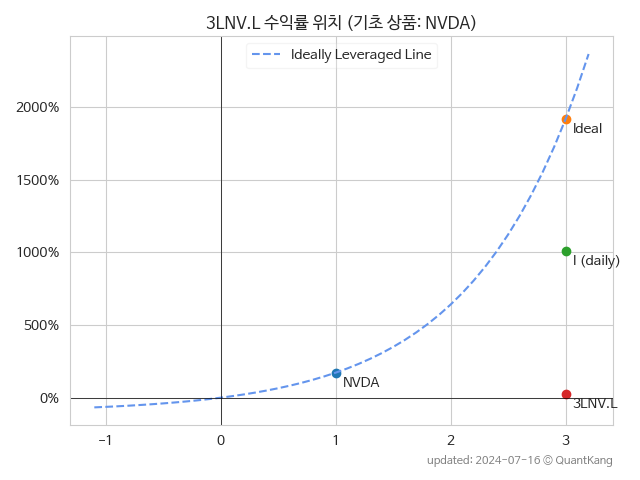 3LNV.L 수익률 위치 (기초 상품: NVDA)
Ideally Leveraged Line
2000%
1500%
1000%
500%
0%
Ideal
I (daily)
NVDA
3LNV.L
−1
0
1
2
3
updated: 2024-07-16 © QuantKang